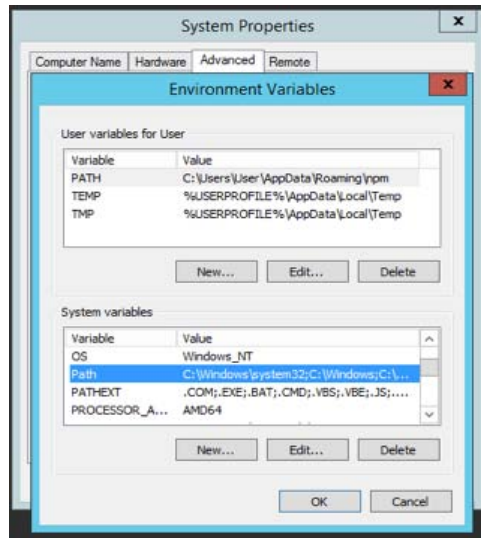 System Properties
x
Computer Name Hardware Advanced Remote
Environment Variables
x
User variables for User
Variable Value
PATH C:\Users\User\AppData\Roaming\npm
TEMP %USERPROFILE%\AppData\Local\Temp
TMP %USERPROFILE%\AppData\Local\Temp
New... Edit... Delete
System variables
Variable Value
OS Windows_NT
Path C:\Windows\system32;C:\Windows;C:\...
PATHEXT .COM;.EXE;.BAT;.CMD;.VBS;.VBE;.JS;....
PROCESSOR_A... AMD64
New... Edit... Delete
OK Cancel